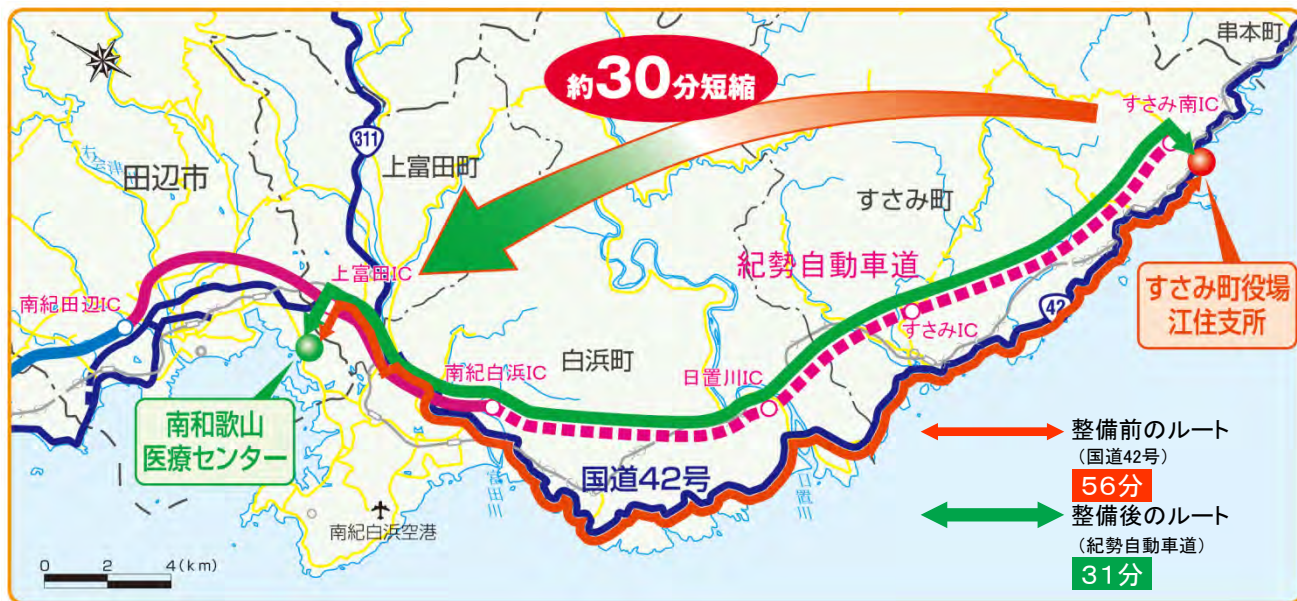 串本町
約30分短縮
すさみ南IC
311
上富田町
田辺市
すさみ町
紀勢自動車道
上富田IC
南紀田辺IC
42
すさみ町役場
江住支所
すさみIC
白浜町
南紀白浜IC
日置川IC
南和歌山
医療センター
国道42号
富田川
日置川
南紀白浜空港
0 2 4(km)
整備前のルート
(国道42号)
56分
整備後のルート
(紀勢自動車道)
31分